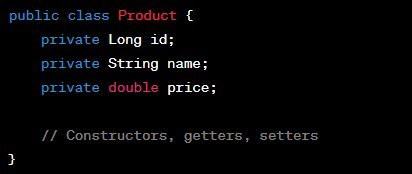 public class Product {
    private Long id;
    private String name;
    private double price;

    // Constructors, getters, setters
}